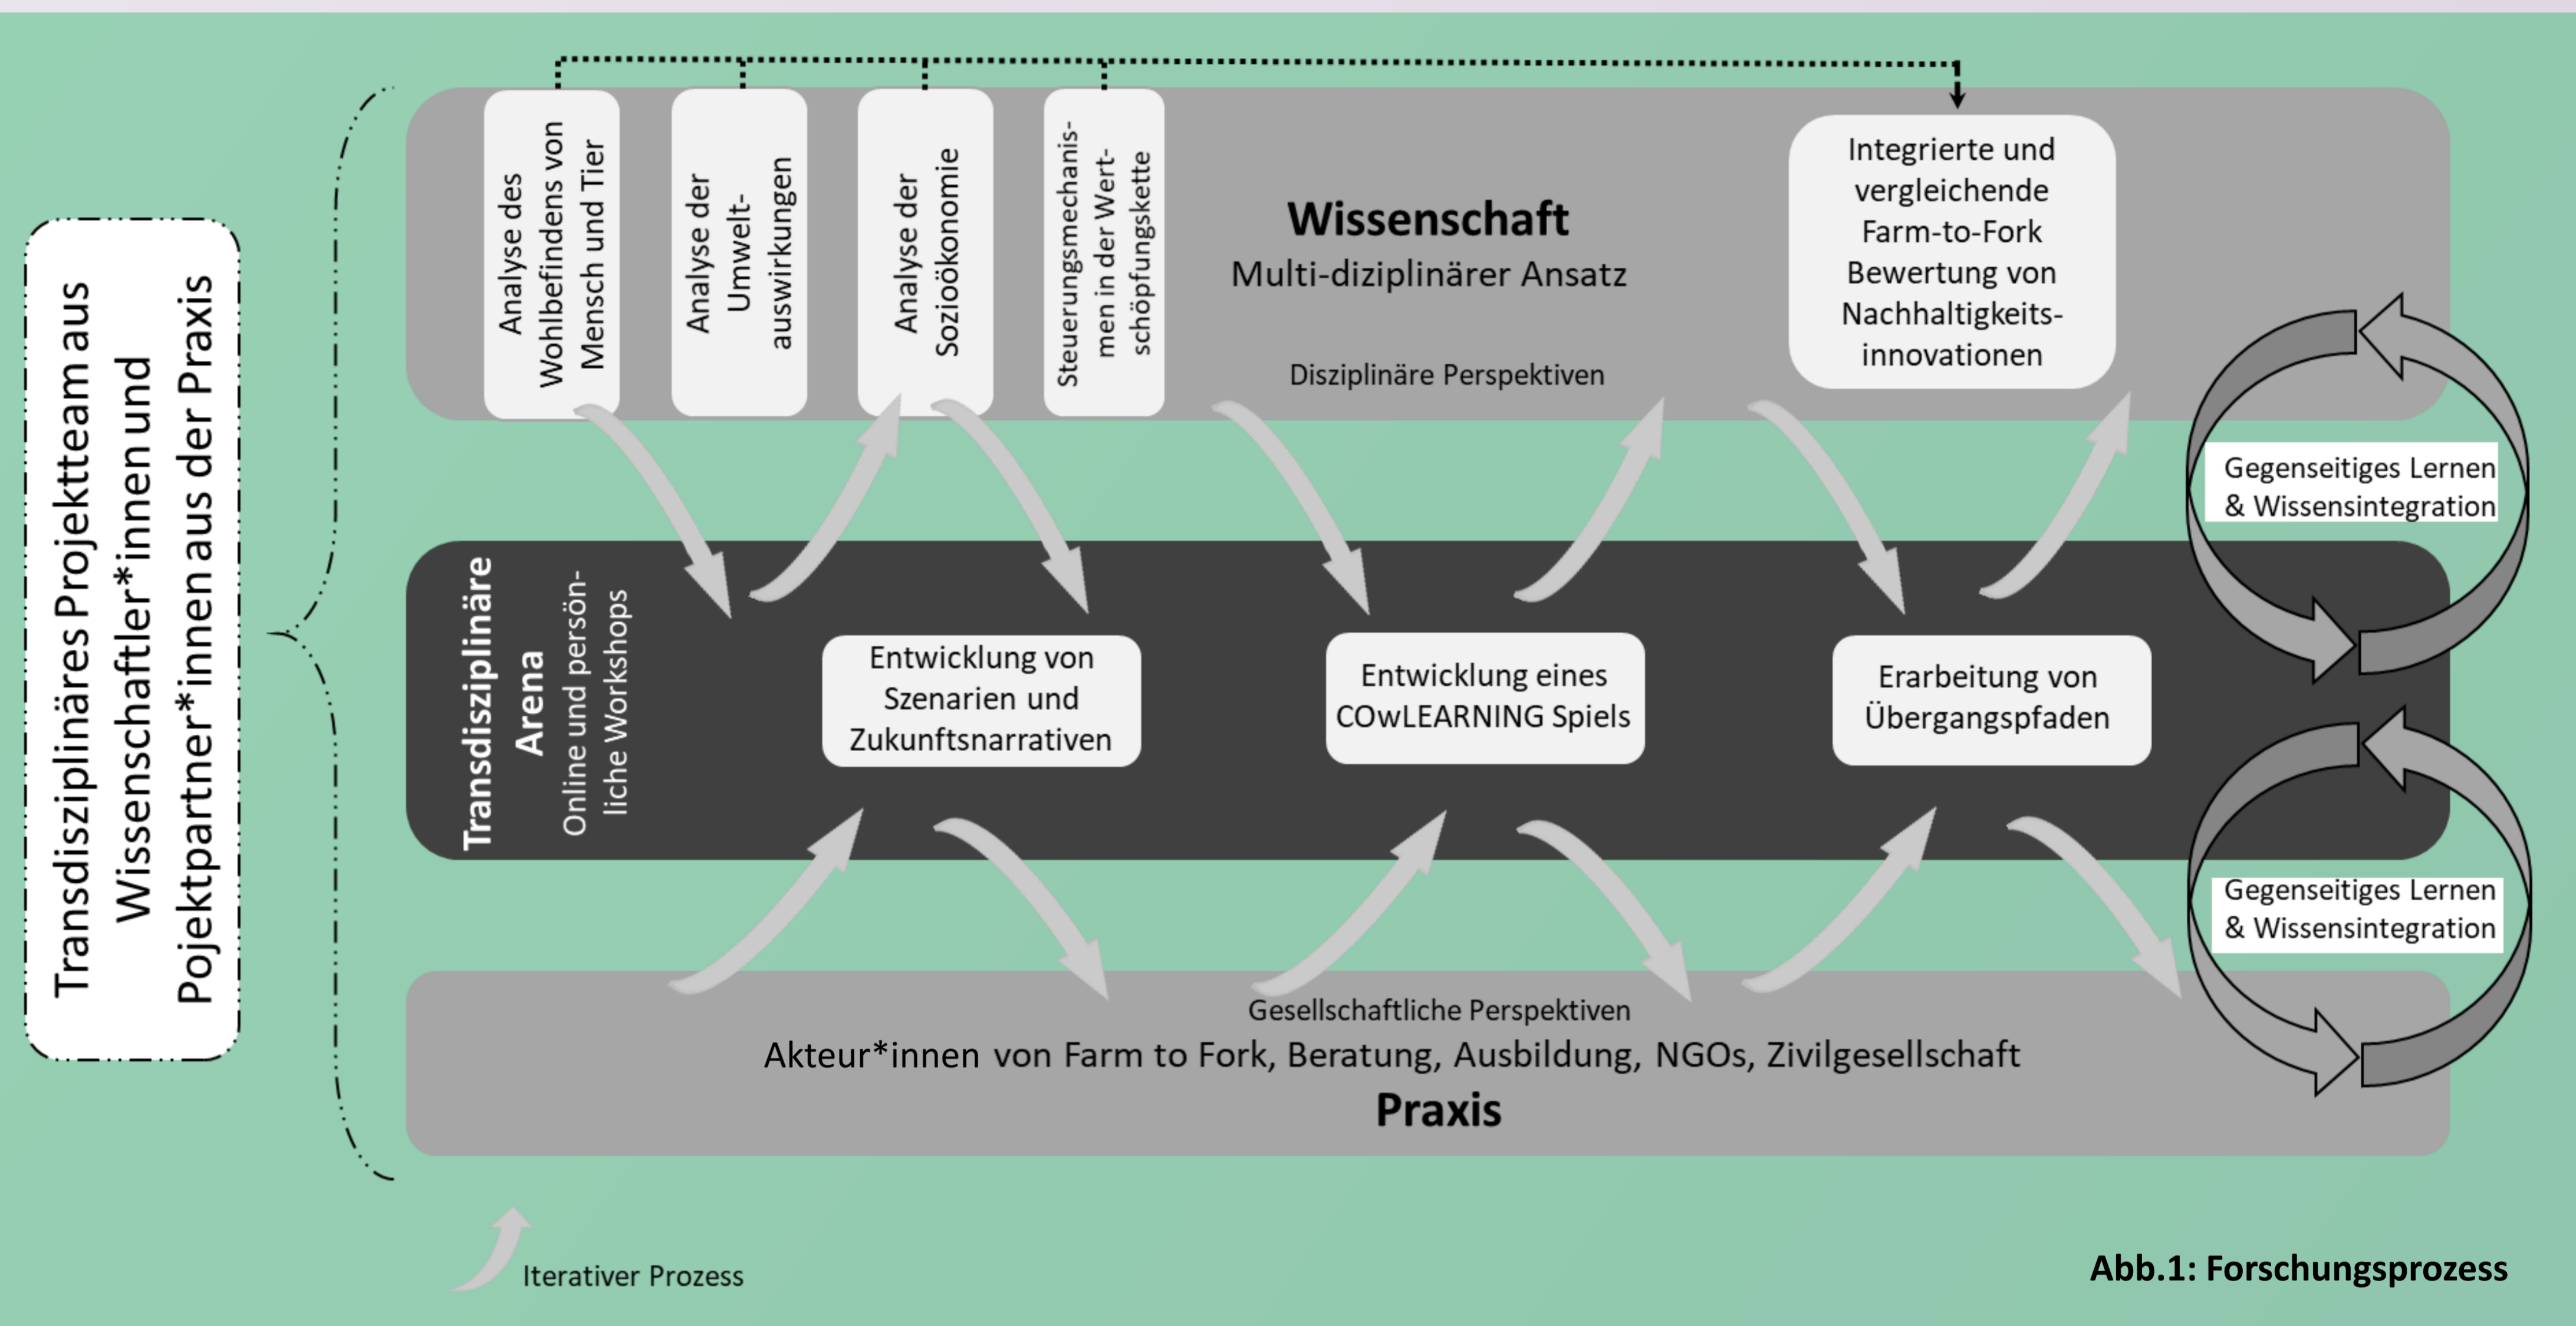 Transdisziplinäres Projektteam aus
Wissenschaftler*innen und
Pojektpartner*innen aus der Praxis
Analyse des
Wohlbefindens von
Mensch und Tier
Analyse der
Umwelt-
auswirkungen
Analyse der
Sozioökonomie
Steuerungsmechanis-
men in der Wert-
schöpfungskette
Wissenschaft
Multi-diziplinärer Ansatz
Disziplinäre Perspektiven
Integrierte und
vergleichende
Farm-to-Fork
Bewertung von
Nachhaltigkeits-
innovationen
Gegenseitiges Lernen
& Wissensintegration
Transdisziplinäre
Arena
Online und persön-
liche Workshops
Entwicklung von
Szenarien und
Zukunftsnarrativen
Entwicklung eines
COwLEARNING Spiels
Erarbeitung von
Übergangspfaden
Gegenseitiges Lernen
& Wissensintegration
Gesellschaftliche Perspektiven
Akteur*innen von Farm to Fork, Beratung, Ausbildung, NGOs, Zivilgesellschaft
Praxis
Iterativer Prozess
Abb.1: Forschungsprozess